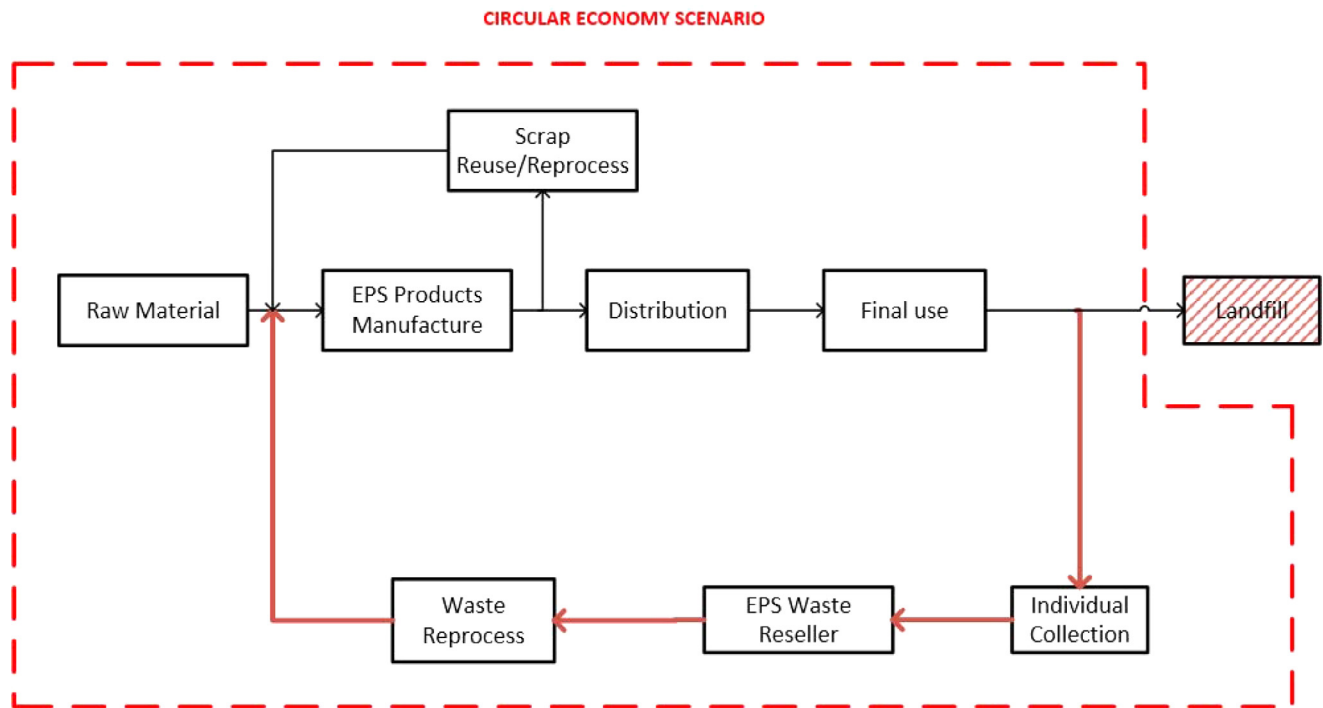 CIRCULAR ECONOMY SCENARIO
Scrap
Reuse/Reprocess
Raw Material
EPS Products
Manufacture
Distribution
Final use
Landfill
Waste
Reprocess
EPS Waste
Reseller
Individual
Collection